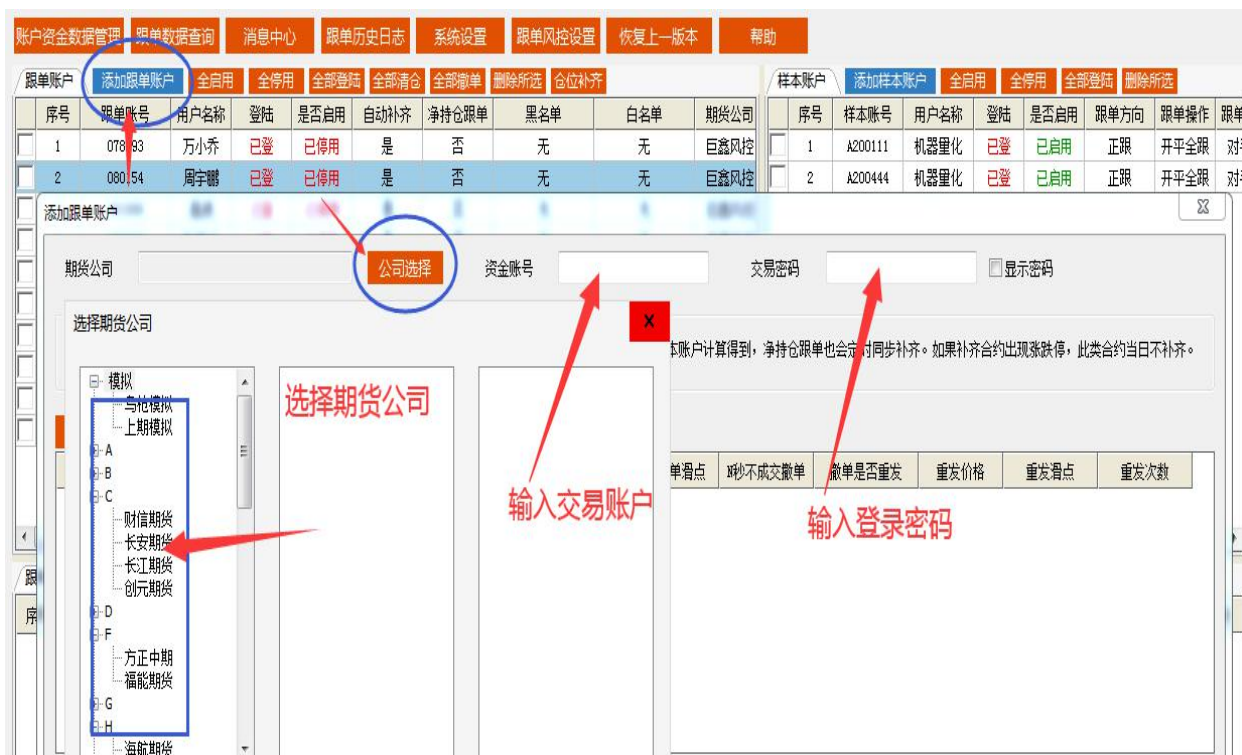 账户资金数据管理 跟单数据查询 消息中心 跟单历史日志 系统设置 跟单风控设置 恢复上一版本 帮助
跟单账户 添加跟单账户 全启用 全停用 全部登陆 全部清仓 全部撤单 删除所选 仓位补齐
样本账户 添加样本账户 全启用 全停用 全部登陆 删除所选
序号 跟单账号 用户名称 登陆 是否启用 自动补齐 净持仓跟单 黑名单 白名单 期货公司
序号 样本账号 用户名称 登陆 是否启用 跟单方向 跟单操作 跟单
1 万小乔 已登 已停用 是 否 无 无 巨鑫风控
1 A200111 机器量化 已登 已启用 正跟 开平全跟 对手
2 周宇鹏 已登 已停用 是 否 无 无 巨鑫风控
2 A200444 机器量化 已登 已启用 正跟 开平全跟 对手
添加跟单账户
期货公司 公司选择 资金账号 交易密码 显示密码
选择期货公司 X
本账户计算得到，净持仓跟单也会定时同步补齐。如果补齐合约出现涨跌停，此类合约当日不补齐。
模拟
鸟枪模拟
上期模拟
A
B
C
财信期货
长安期货
长江期货
创元期货
D
F
方正中期
福能期货
G
H
海航期货
选择期货公司
输入交易账户
输入登录密码
单滑点 N秒不成交撤单 撤单是否重发 重发价格 重发滑点 重发次数
跟
序